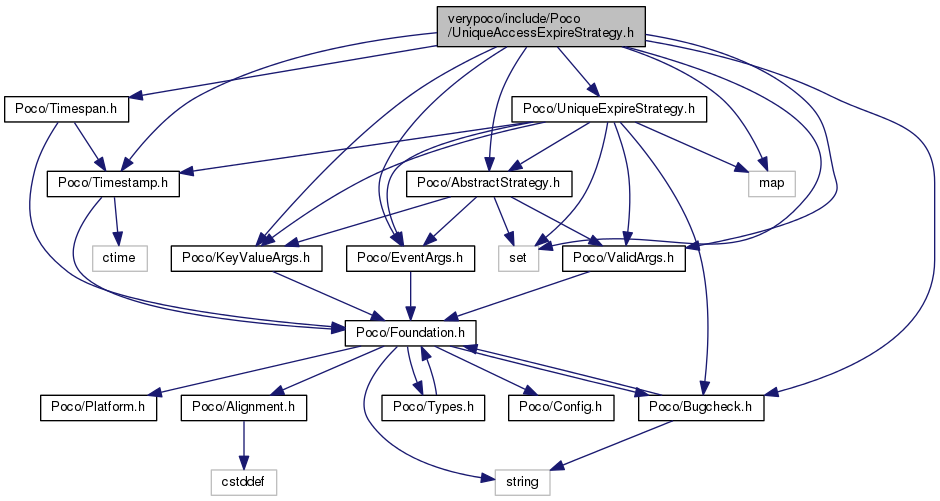 verypoco/include/Poco
/UniqueAccessExpireStrategy.h
Poco/Timespan.h
Poco/UniqueExpireStrategy.h
Poco/Timestamp.h
Poco/AbstractStrategy.h
map
ctime
Poco/KeyValueArgs.h
Poco/EventArgs.h
set
Poco/ValidArgs.h
Poco/Foundation.h
Poco/Platform.h
Poco/Alignment.h
Poco/Types.h
Poco/Config.h
Poco/Bugcheck.h
cstddef
string